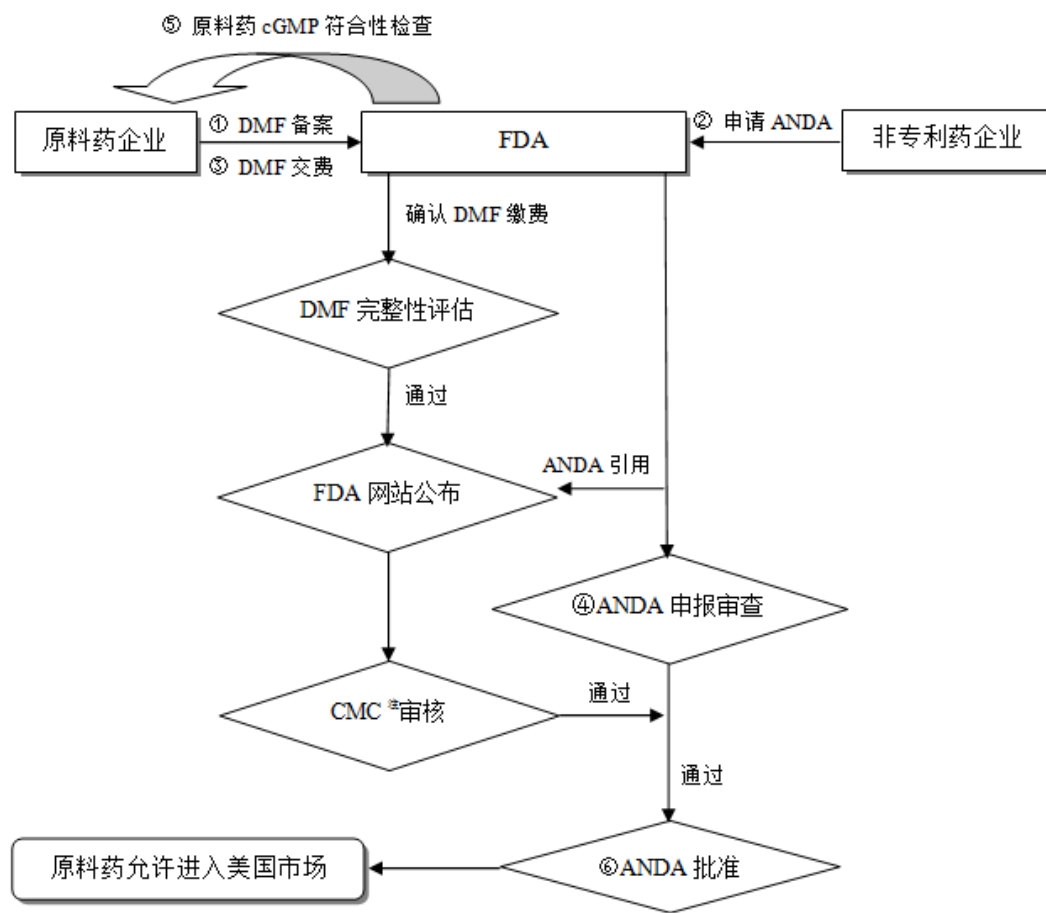 ⑤ 原料药 cGMP 符合性检查
原料药企业
① DMF 备案
③ DMF 交费
FDA
② 申请 ANDA
非专利药企业
确认 DMF 缴费
DMF 完整性评估
通过
FDA 网站公布
ANDA 引用
④ANDA 申报审查
CMC 注审核
通过
通过
⑥ANDA 批准
原料药允许进入美国市场